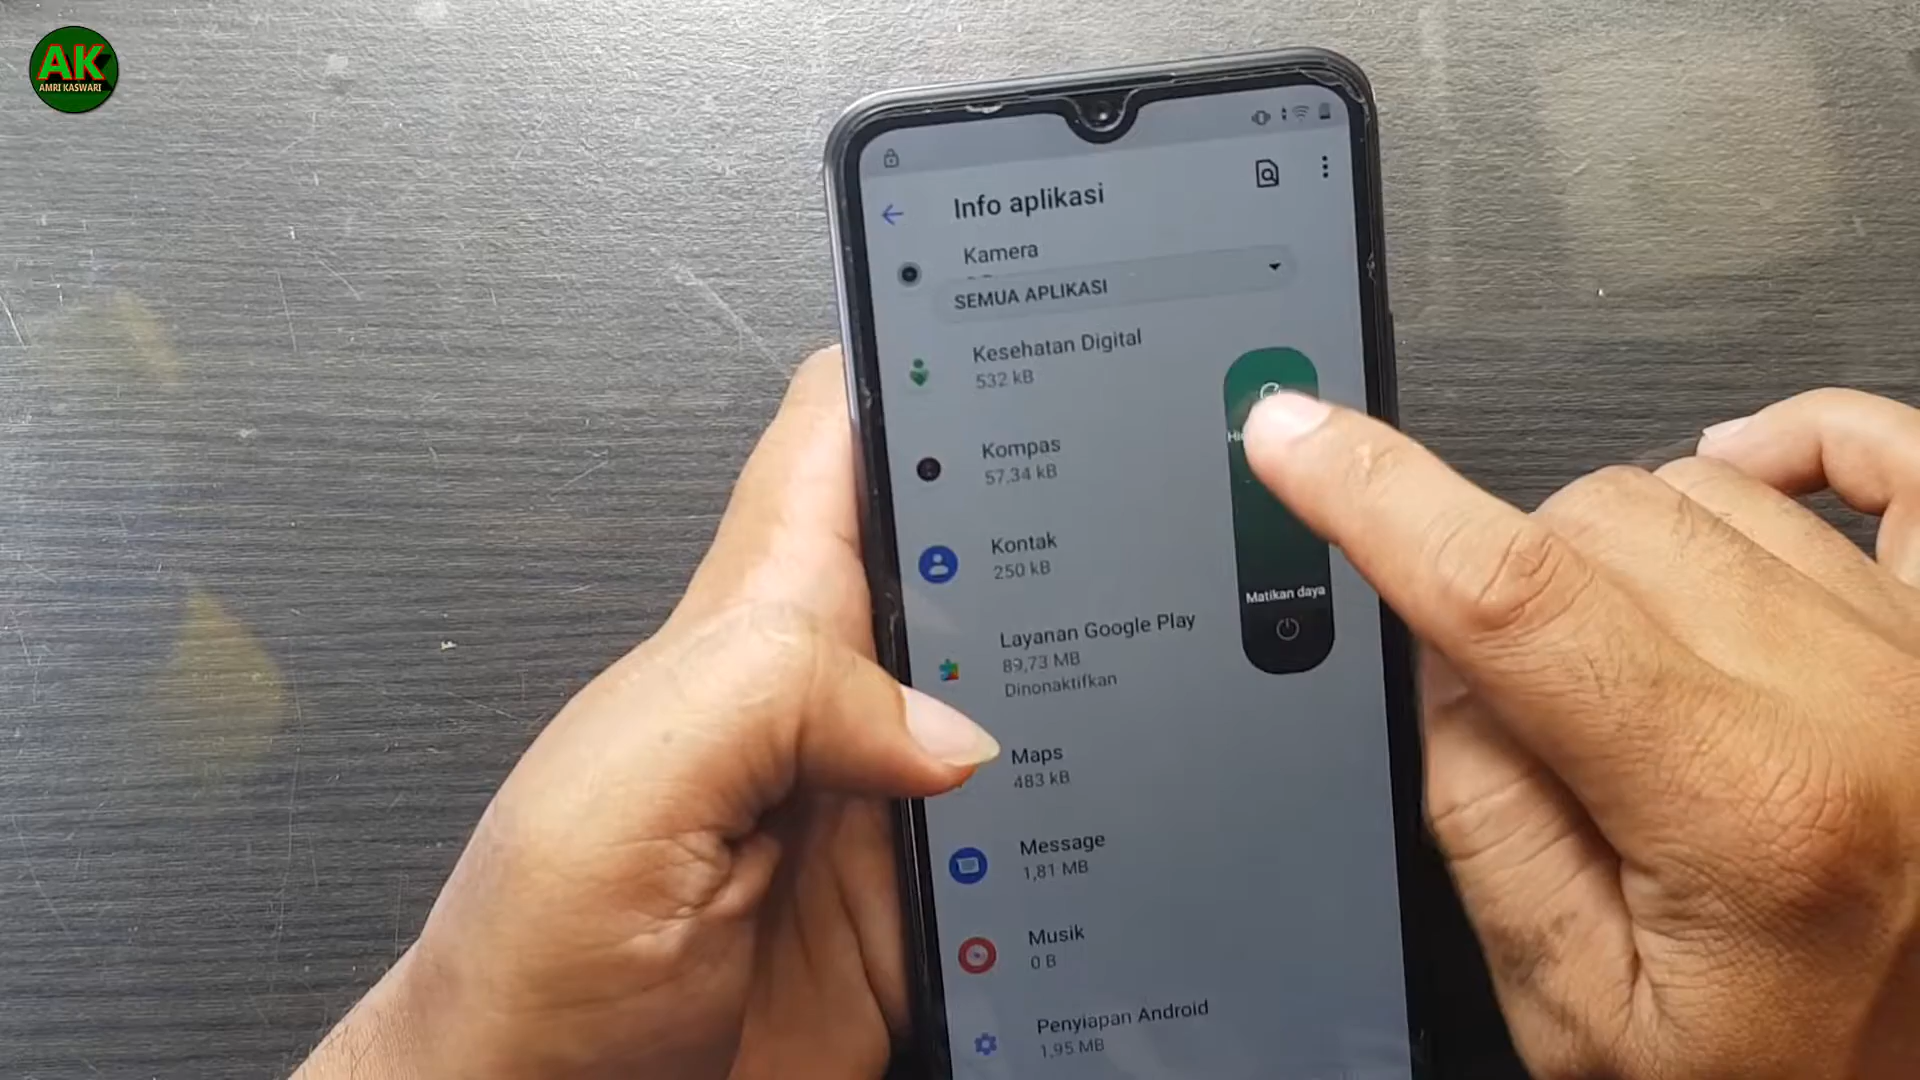 AK
AMRI KASWARI
Info aplikasi
Kamera
SEMUA APLIKASI
Kesehatan Digital
532 kB
Kompas
57,34 kB
Kontak
250 kB
Layanan Google Play
89,73 MB
Dinonaktifkan
Matikan daya
Maps
483 kB
Message
1,81 MB
Musik
0 B
Penyiapan Android
1,95 MB